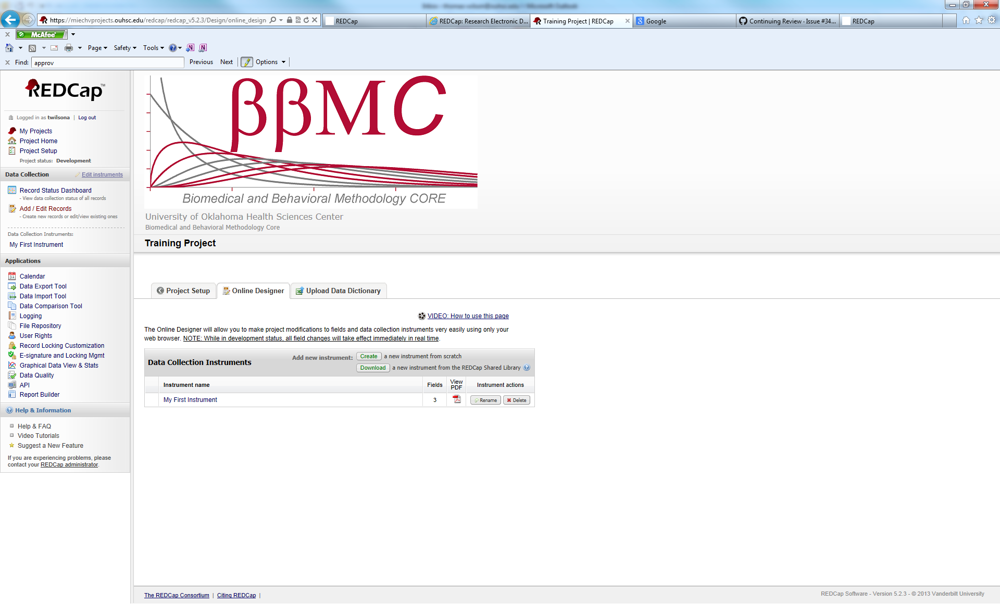 https://miechvprojects.ouhsc.edu/redcap/redcap_v5.2.3/Design/online_design
REDCap
REDCap: Research Electronic D...
Training Project | REDCap
Google
Continuing Review · Issue #34...
REDCap
McAfee
Page
Safety
Tools
Find: approv
Previous
Next
Options
REDCap™
Logged in as twilsona | Log out
My Projects
Project Home
Project Setup
Project status: Development
Data Collection
Edit instruments
Record Status Dashboard
- View data collection status of all records
Add / Edit Records
- Create new records or edit/view existing ones
Data Collection Instruments:
My First Instrument
Applications
Calendar
Data Export Tool
Data Import Tool
Data Comparison Tool
Logging
File Repository
User Rights
Record Locking Customization
E-signature and Locking Mgmt
Graphical Data View & Stats
Data Quality
API
Report Builder
Help & Information
Help & FAQ
Video Tutorials
Suggest a New Feature
If you are experiencing problems, please
contact your REDCap administrator.
ββMC
Biomedical and Behavioral Methodology CORE
University of Oklahoma Health Sciences Center
Biomedical and Behavioral Methodology Core
Training Project
Project Setup
Online Designer
Upload Data Dictionary
VIDEO: How to use this page
The Online Designer will allow you to make project modifications to fields and data collection instruments very easily using only your
web browser. NOTE: While in development status, all field changes will take effect immediately in real time.
Data Collection Instruments
Add new instrument:
Create a new instrument from scratch
Download a new instrument from the REDCap Shared Library
Instrument name
Fields
View
PDF
Instrument actions
My First Instrument
3
Rename
Delete
The REDCap Consortium | Citing REDCap |
REDCap Software - Version 5.2.3 - © 2013 Vanderbilt University